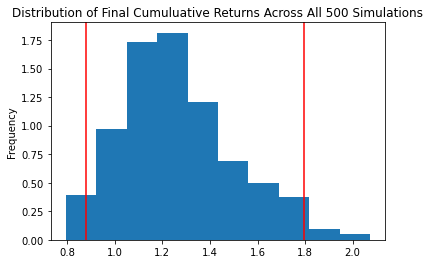 Distribution of Final Cumuluative Returns Across All 500 Simulations
Frequency
1.75
1.50
1.25
1.00
0.75
0.50
0.25
0.00
0.8 1.0 1.2 1.4 1.6 1.8 2.0